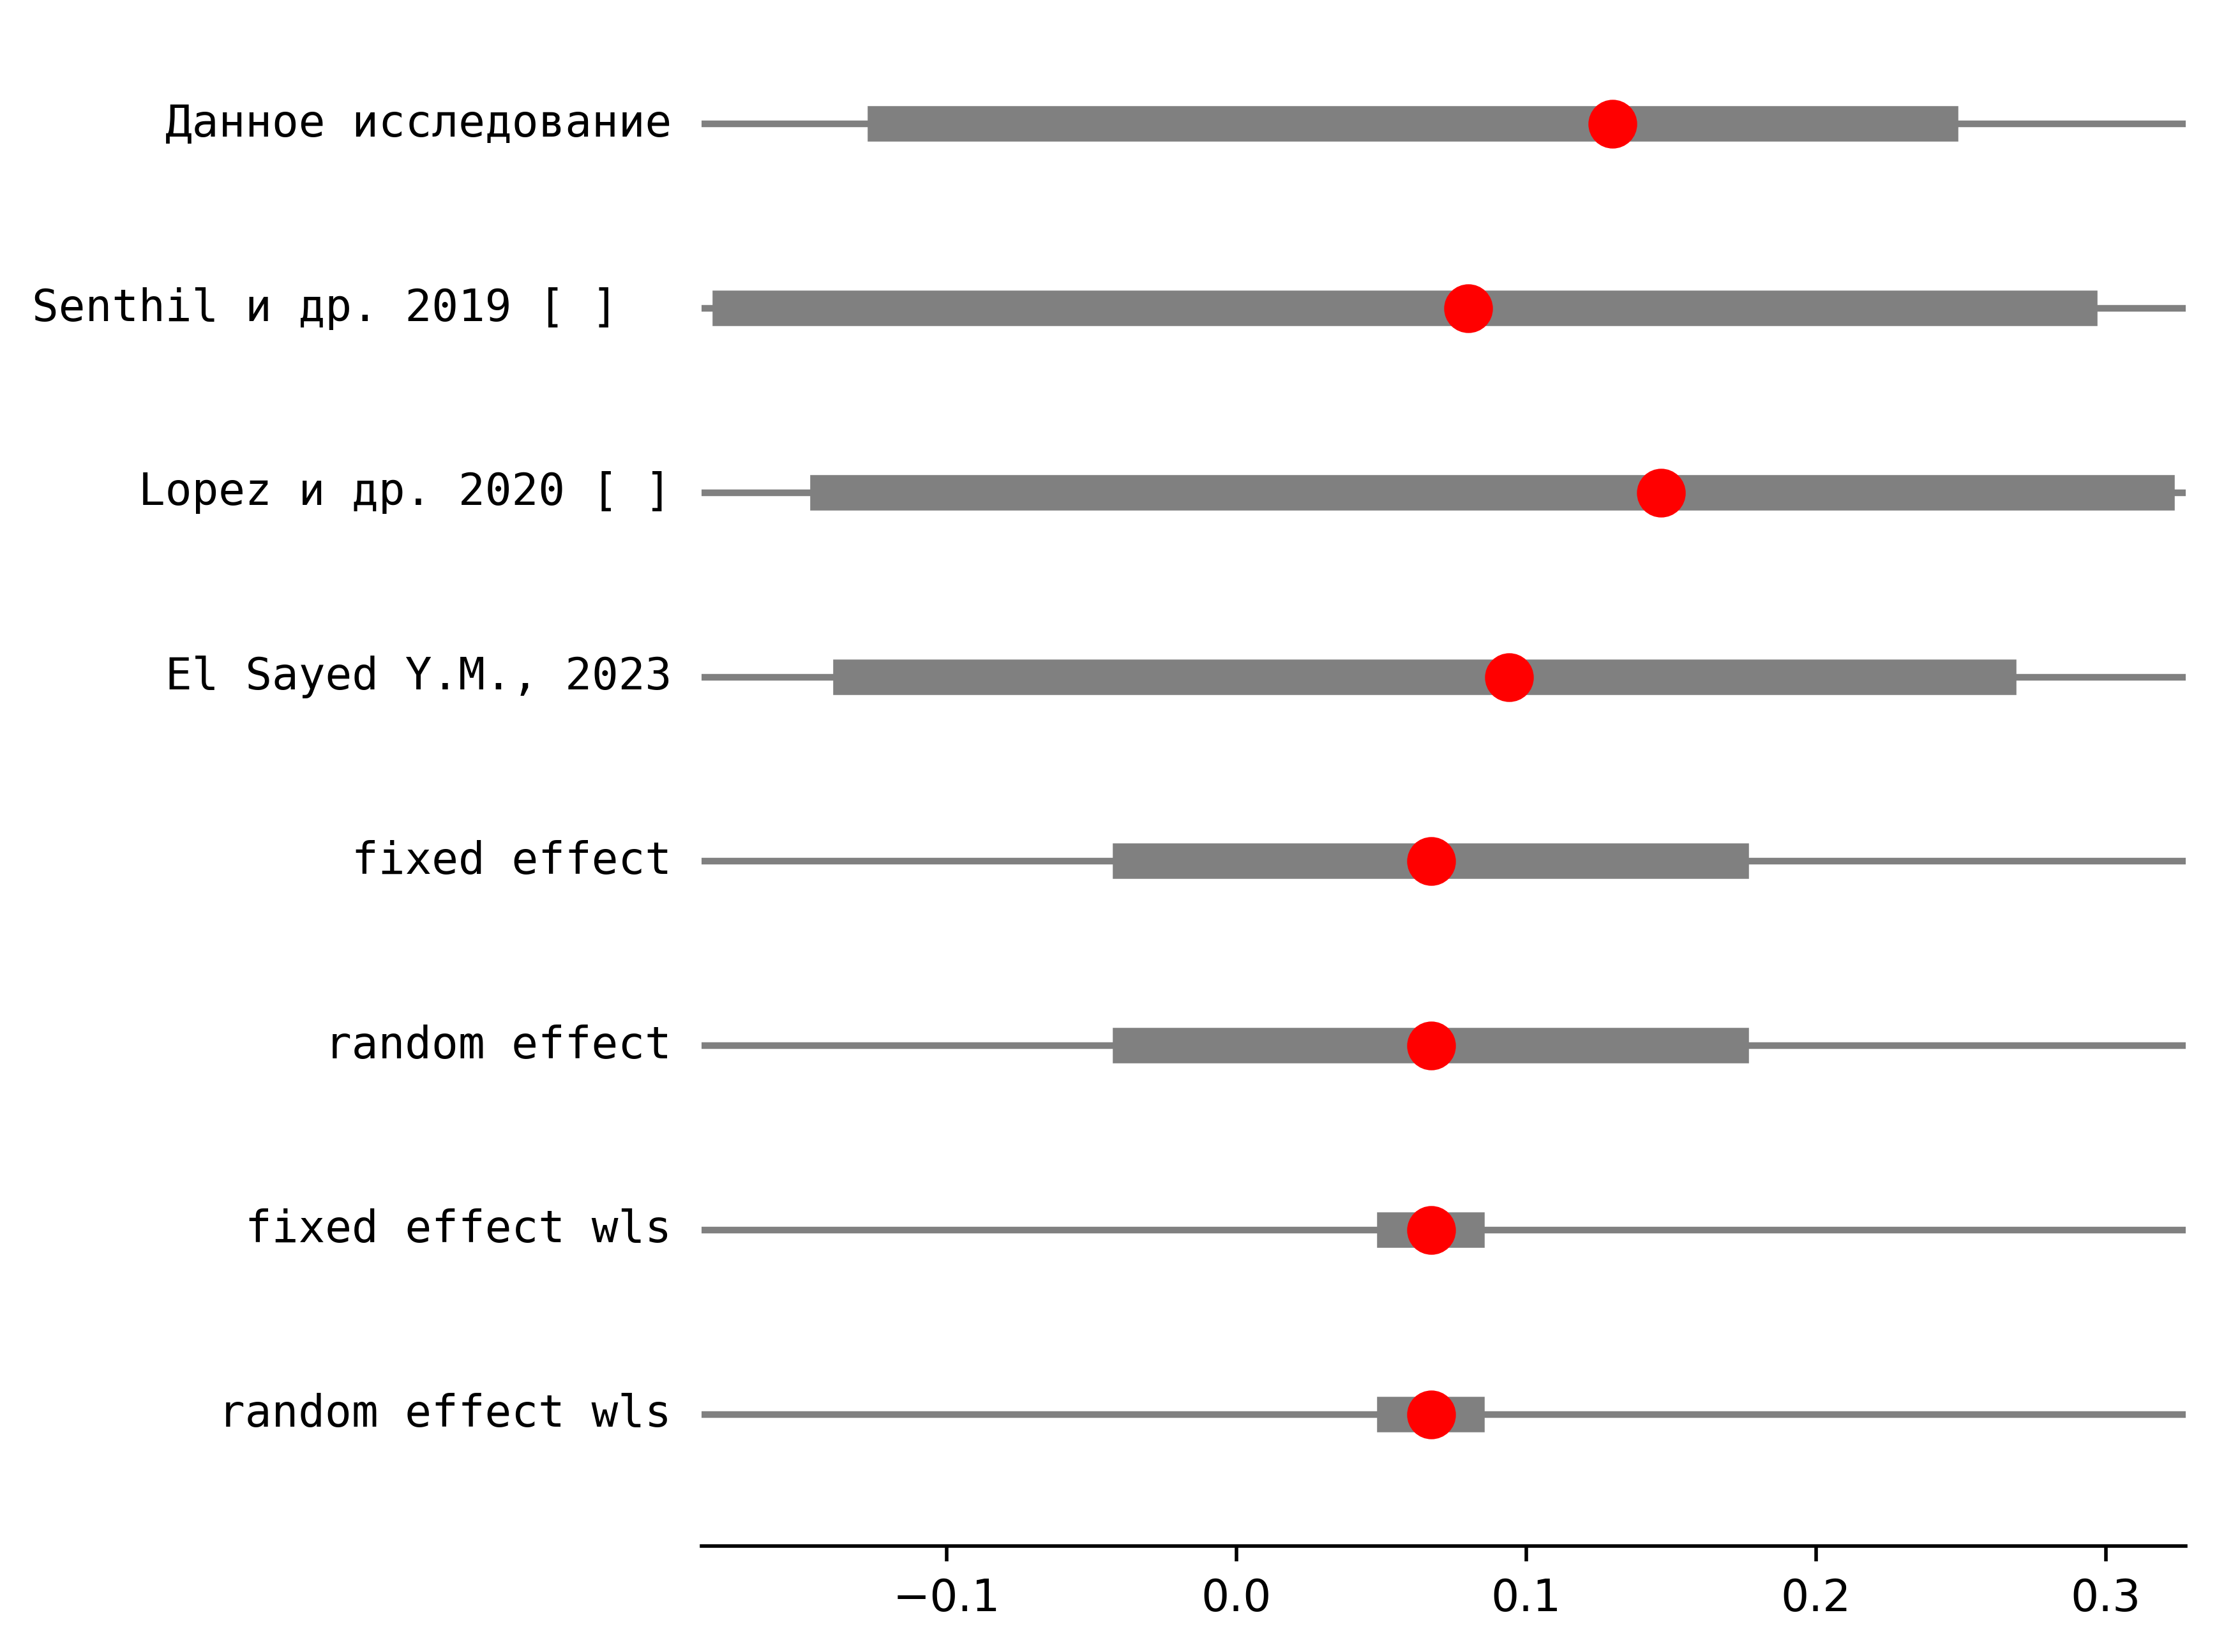 Данное исследование
Senthil и др. 2019 [ ]
Lopez и др. 2020 [ ]
El Sayed Y.M., 2023
fixed effect
random effect
fixed effect wls
random effect wls
−0.1 0.0 0.1 0.2 0.3